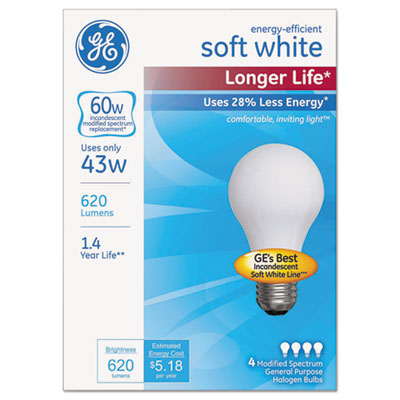 GE
energy-efficient
soft white
Longer Life*
Uses 28% Less Energy*
comfortable, inviting light™
60w
incandescent
modified spectrum
replacement*
Uses only
43w
620
Lumens
1.4
Year Life**
GE's Best
Incandescent
Soft White Line***
Brightness
620
lumens
Estimated
Energy Cost
$5.18
per year
4 Modified Spectrum
General Purpose
Halogen Bulbs